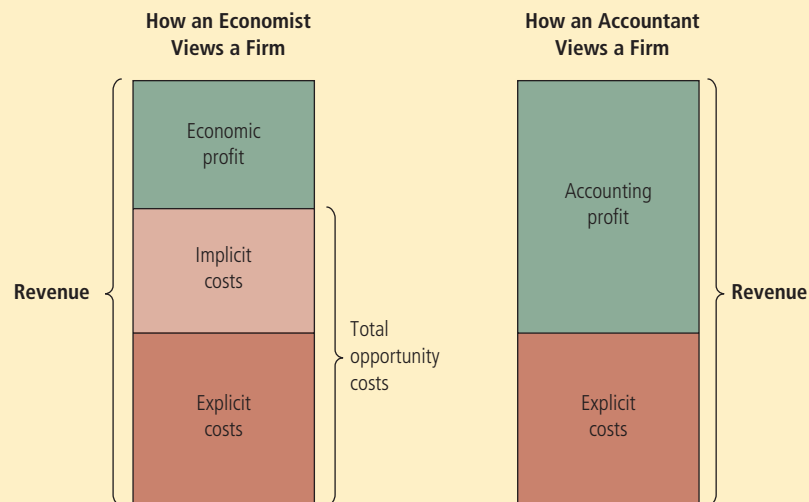 How an Economist
Views a Firm
Revenue
Economic
profit
Implicit
costs
Explicit
costs
Total
opportunity
costs
How an Accountant
Views a Firm
Accounting
profit
Explicit
costs
Revenue